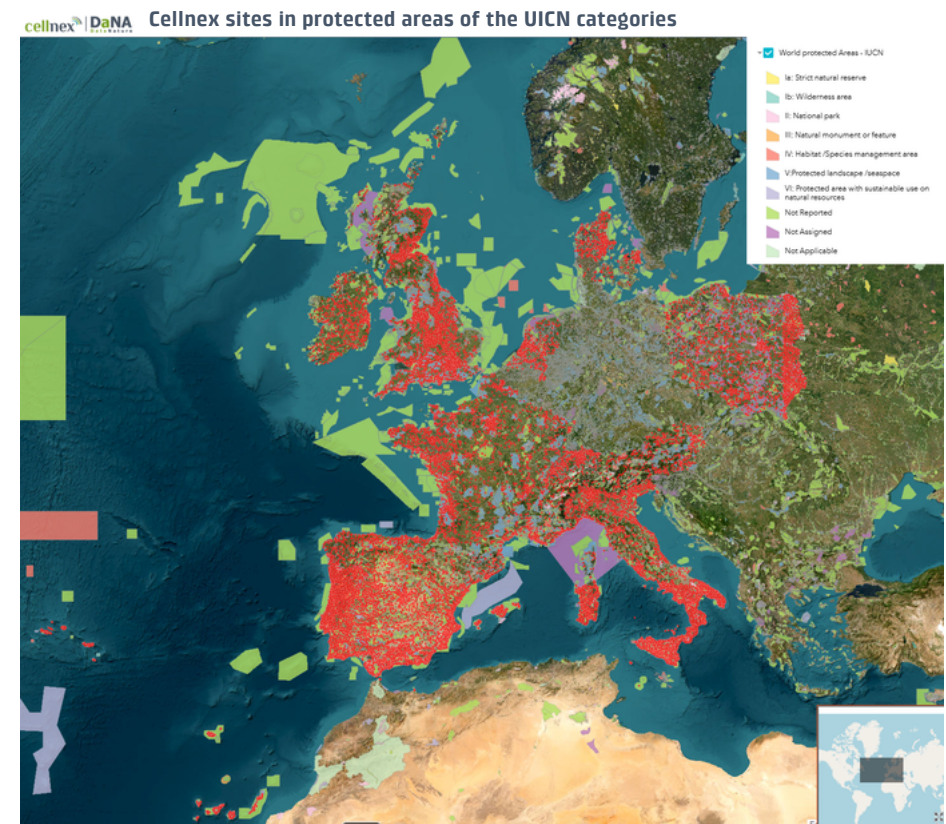 cellnex | DaNA Cellnex sites in protected areas of the UICN categories
DataNatura
World protected Areas - IUCN
Ia: Strict natural reserve
Ib: Wilderness area
II: National park
III: Natural monument or feature
IV: Habitat /Species management area
V:Protected landscape /seaspace
VI: Protected area with sustainable use on
natural resources
Not Reported
Not Assigned
Not Applicable